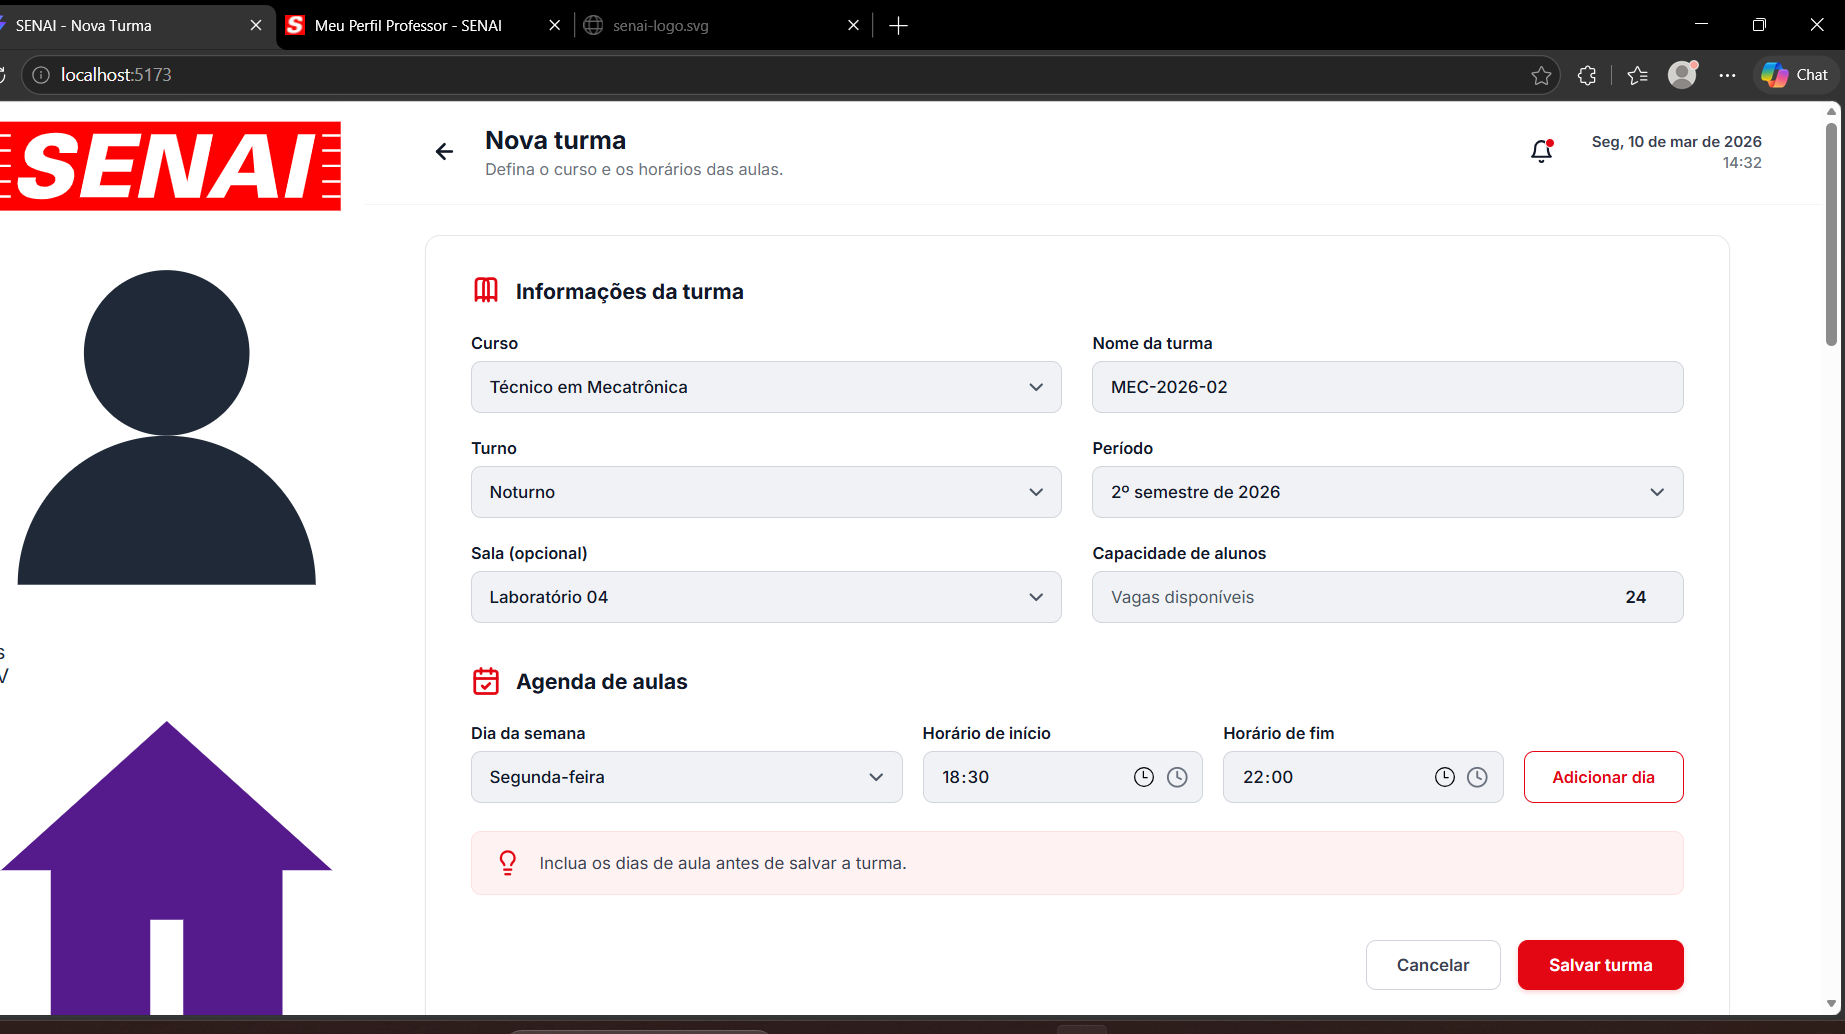 SENAI - Nova Turma
Meu Perfil Professor - SENAI
senai-logo.svg
localhost:5173
Chat
SENAI
Nova turma
Defina o curso e os horários das aulas.
Seg, 10 de mar de 2026
14:32
Informações da turma
Curso
Nome da turma
Técnico em Mecatrônica
MEC-2026-02
Turno
Período
Noturno
2º semestre de 2026
Sala (opcional)
Capacidade de alunos
Laboratório 04
Vagas disponíveis
24
Agenda de aulas
Dia da semana
Horário de início
Horário de fim
Segunda-feira
18:30
22:00
Adicionar dia
Inclua os dias de aula antes de salvar a turma.
Cancelar
Salvar turma